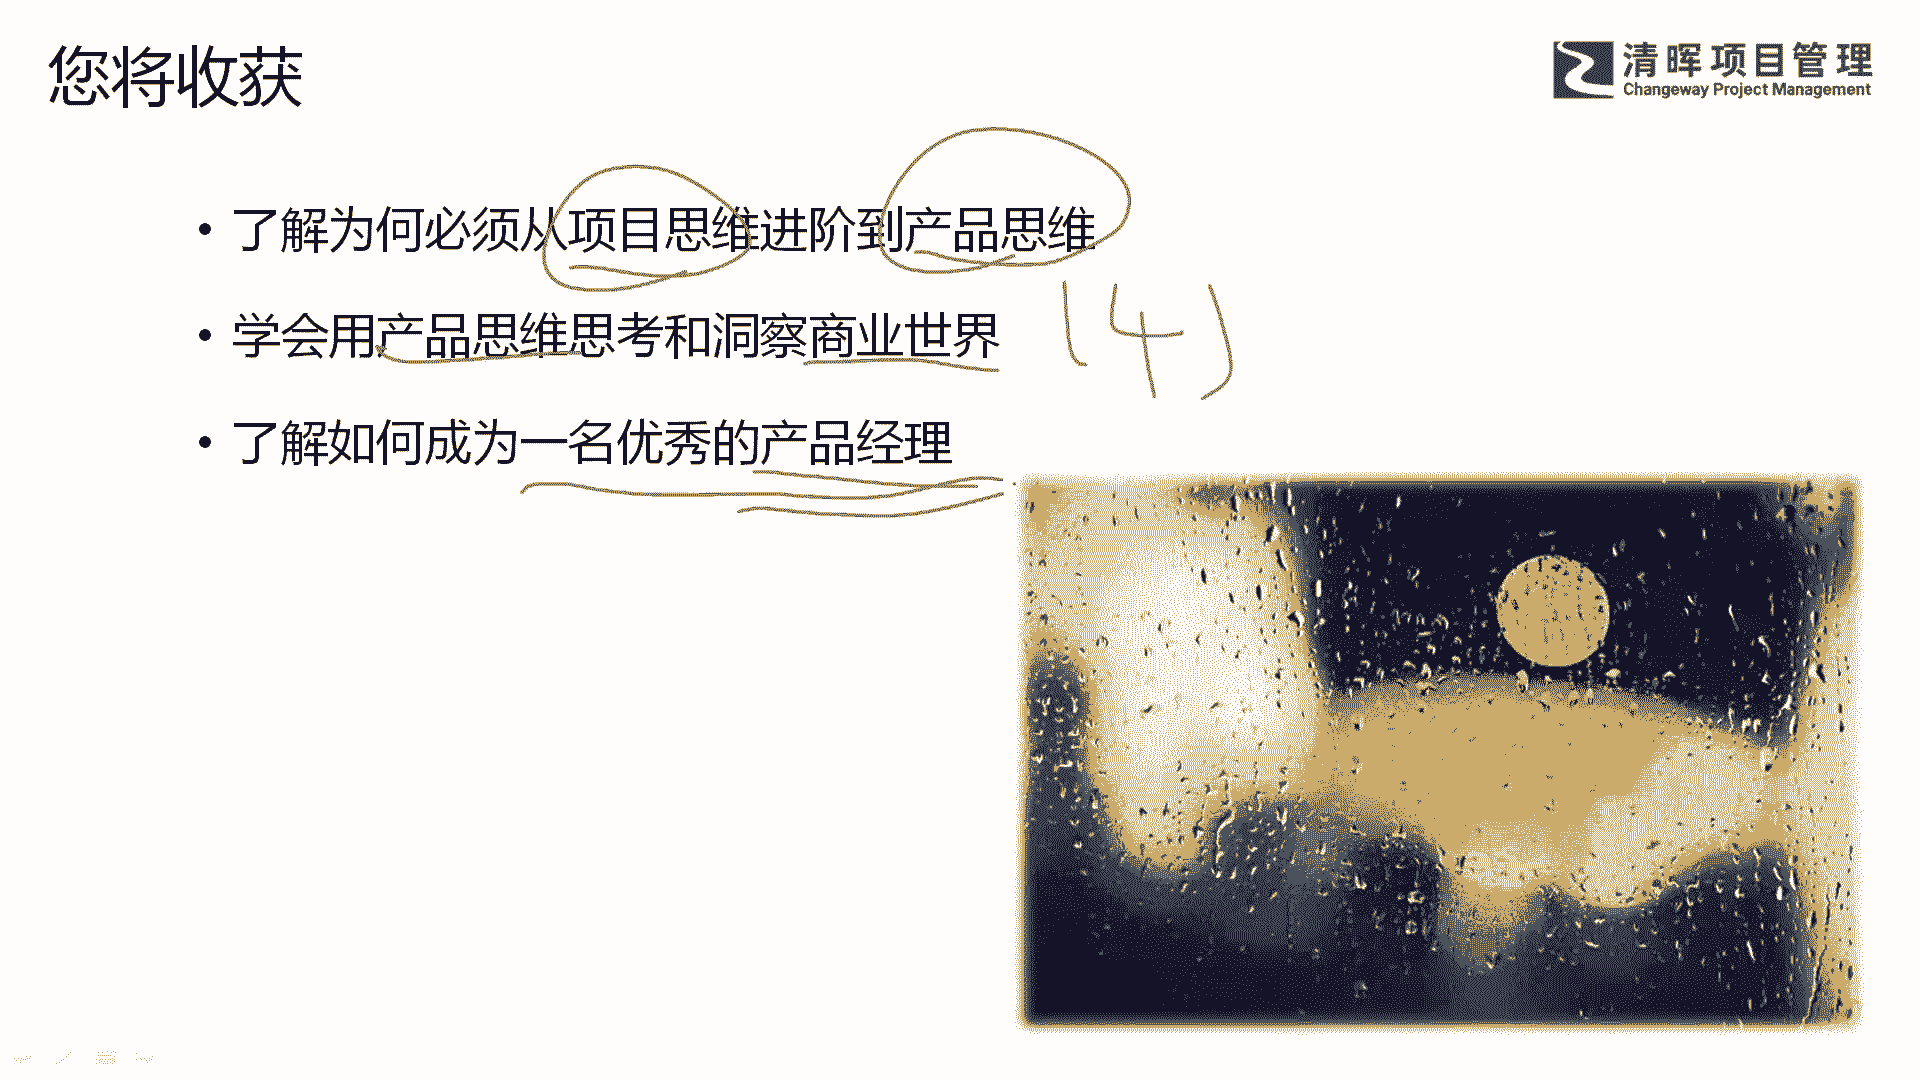 您将收获
清晖项目管理
Changeway Project Management
• 了解为何必须从项目思维进阶到产品思维
• 学会用产品思维思考和洞察商业世界
(4)
• 了解如何成为一名优秀的产品经理